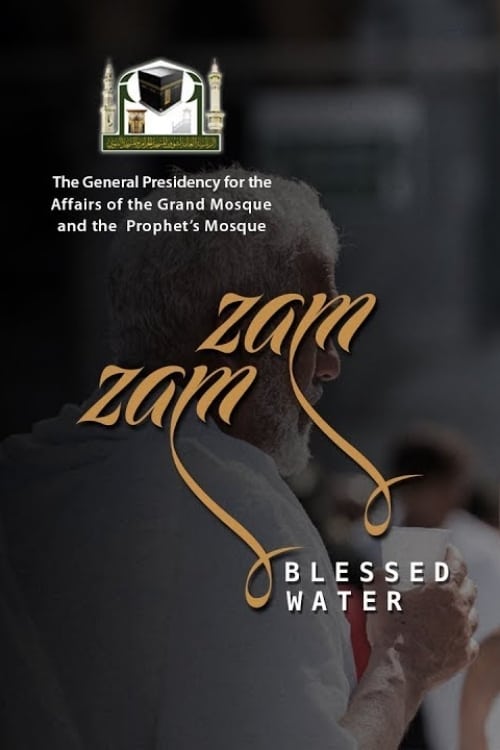 The General Presidency for the
Affairs of the Grand Mosque
and the Prophet's Mosque
zam
zam
BLESSED
WATER